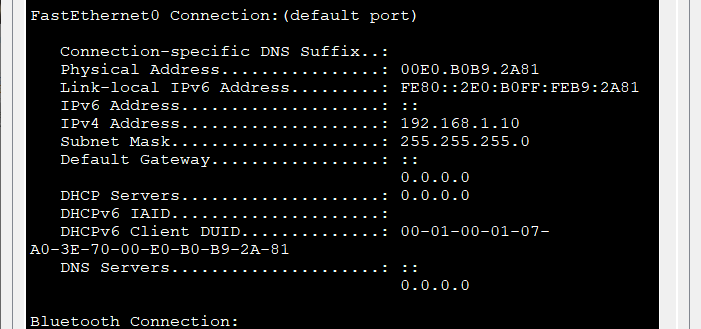 FastEthernet0 Connection:(default port)
Connection-specific DNS Suffix..:
Physical Address................: 00E0.B0B9.2A81
Link-local IPv6 Address.........: FE80::2E0:B0FF:FEB9:2A81
IPv6 Address....................: ::
IPv4 Address....................: 192.168.1.10
Subnet Mask.....................: 255.255.255.0
Default Gateway.................: ::
0.0.0.0
DHCP Servers....................: 0.0.0.0
DHCPv6 IAID.....................:
DHCPv6 Client DUID..............: 00-01-00-01-07-
A0-3E-70-00-E0-B0-B9-2A-81
DNS Servers.....................: ::
0.0.0.0
Bluetooth Connection: